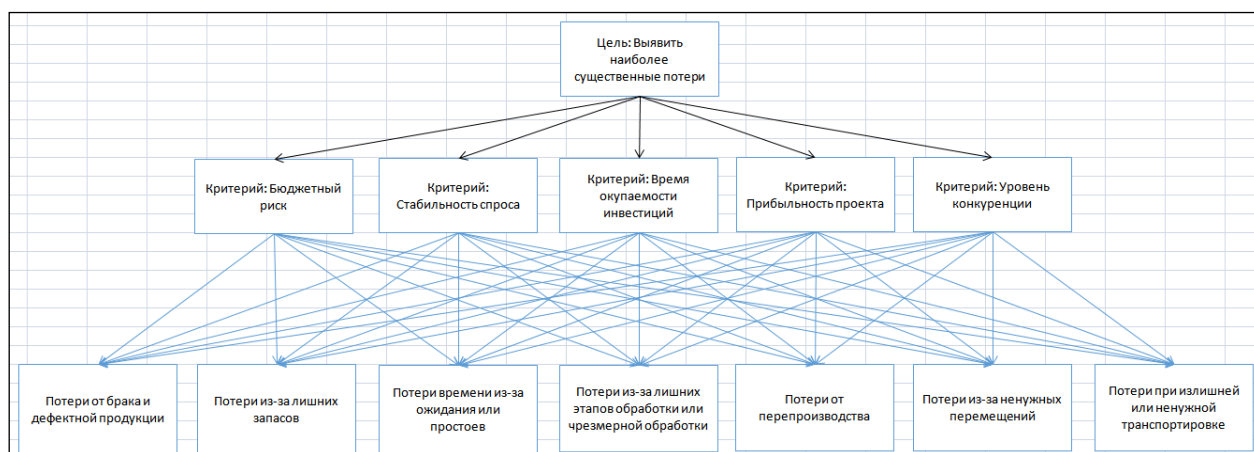 Цель: Выявить
наиболее
существенные потери
Критерий: Бюджетный
риск
Критерий:
Стабильность спроса
Критерий: Время
окупаемости
инвестиций
Критерий:
Прибыльность проекта
Критерий: Уровень
конкуренции
Потери от брака и
дефектной продукции
Потери из-за лишних
запасов
Потери времени из-за
ожидания или
простоев
Потери из-за лишних
этапов обработки или
чрезмерной обработки
Потери от
перепроизводства
Потери из-за ненужных
перемещений
Потери при излишней
или ненужной
транспортировке